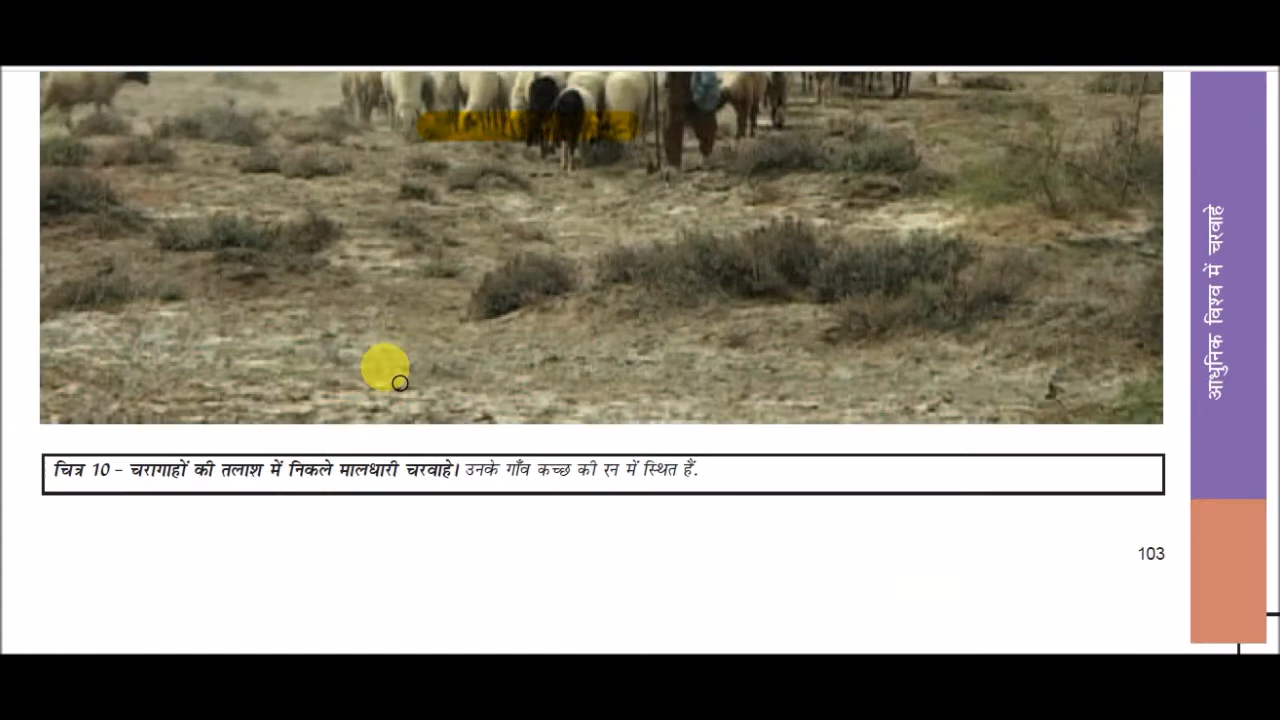 आधुनिक विश्व में चरवाहे
चित्र 10 – चरागाहों की तलाश में निकले मालधारी चरवाहे। उनके गाँव कच्छ की रन में स्थित हैं.
103